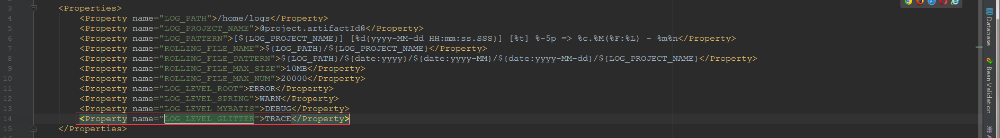 3 <Properties>
4 <Property name="LOG_PATH">/home/logs</Property>
5 <Property name="LOG_PROJECT_NAME">@project.artifactId@</Property>
6 <Property name="LOG_PATTERN">[${LOG_PROJECT_NAME}] [%d{yyyy-MM-dd HH:mm:ss.SSS}] [%t] %-5p => %c.%M(%F:%L) - %m%n</Property>
7 <Property name="ROLLING_FILE_NAME">${LOG_PATH}/${LOG_PROJECT_NAME}</Property>
8 <Property name="ROLLING_FILE_PATTERN">${LOG_PATH}/${date:yyyy}/${date:yyyy-MM}/${date:yyyy-MM-dd}/${LOG_PROJECT_NAME}</Property>
9 <Property name="ROLLING_FILE_MAX_SIZE">10MB</Property>
10 <Property name="ROLLING_FILE_MAX_NUM">20000</Property>
11 <Property name="LOG_LEVEL_ROOT">ERROR</Property>
12 <Property name="LOG_LEVEL_SPRING">WARN</Property>
13 <Property name="LOG_LEVEL_MYBATIS">DEBUG</Property>
14 <Property name="LOG_LEVEL_GLITTER">TRACE</Property>
15 </Properties>
Database
Bean Validation